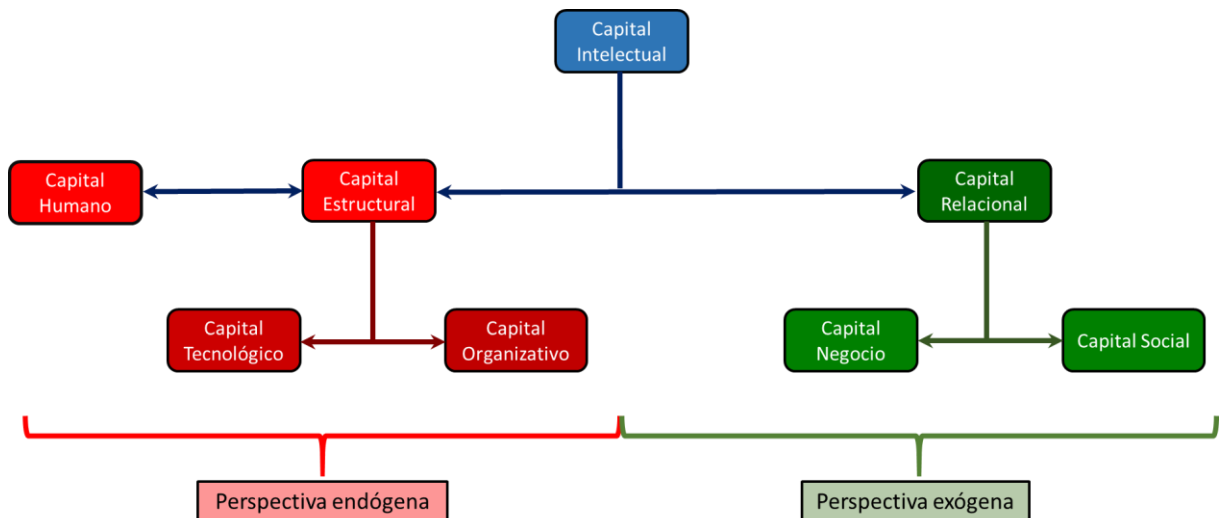 Capital
Intelectual
Capital
Humano
Capital
Estructural
Capital
Relacional
Capital
Tecnológico
Capital
Organizativo
Capital
Negocio
Capital Social
Perspectiva endógena
Perspectiva exógena